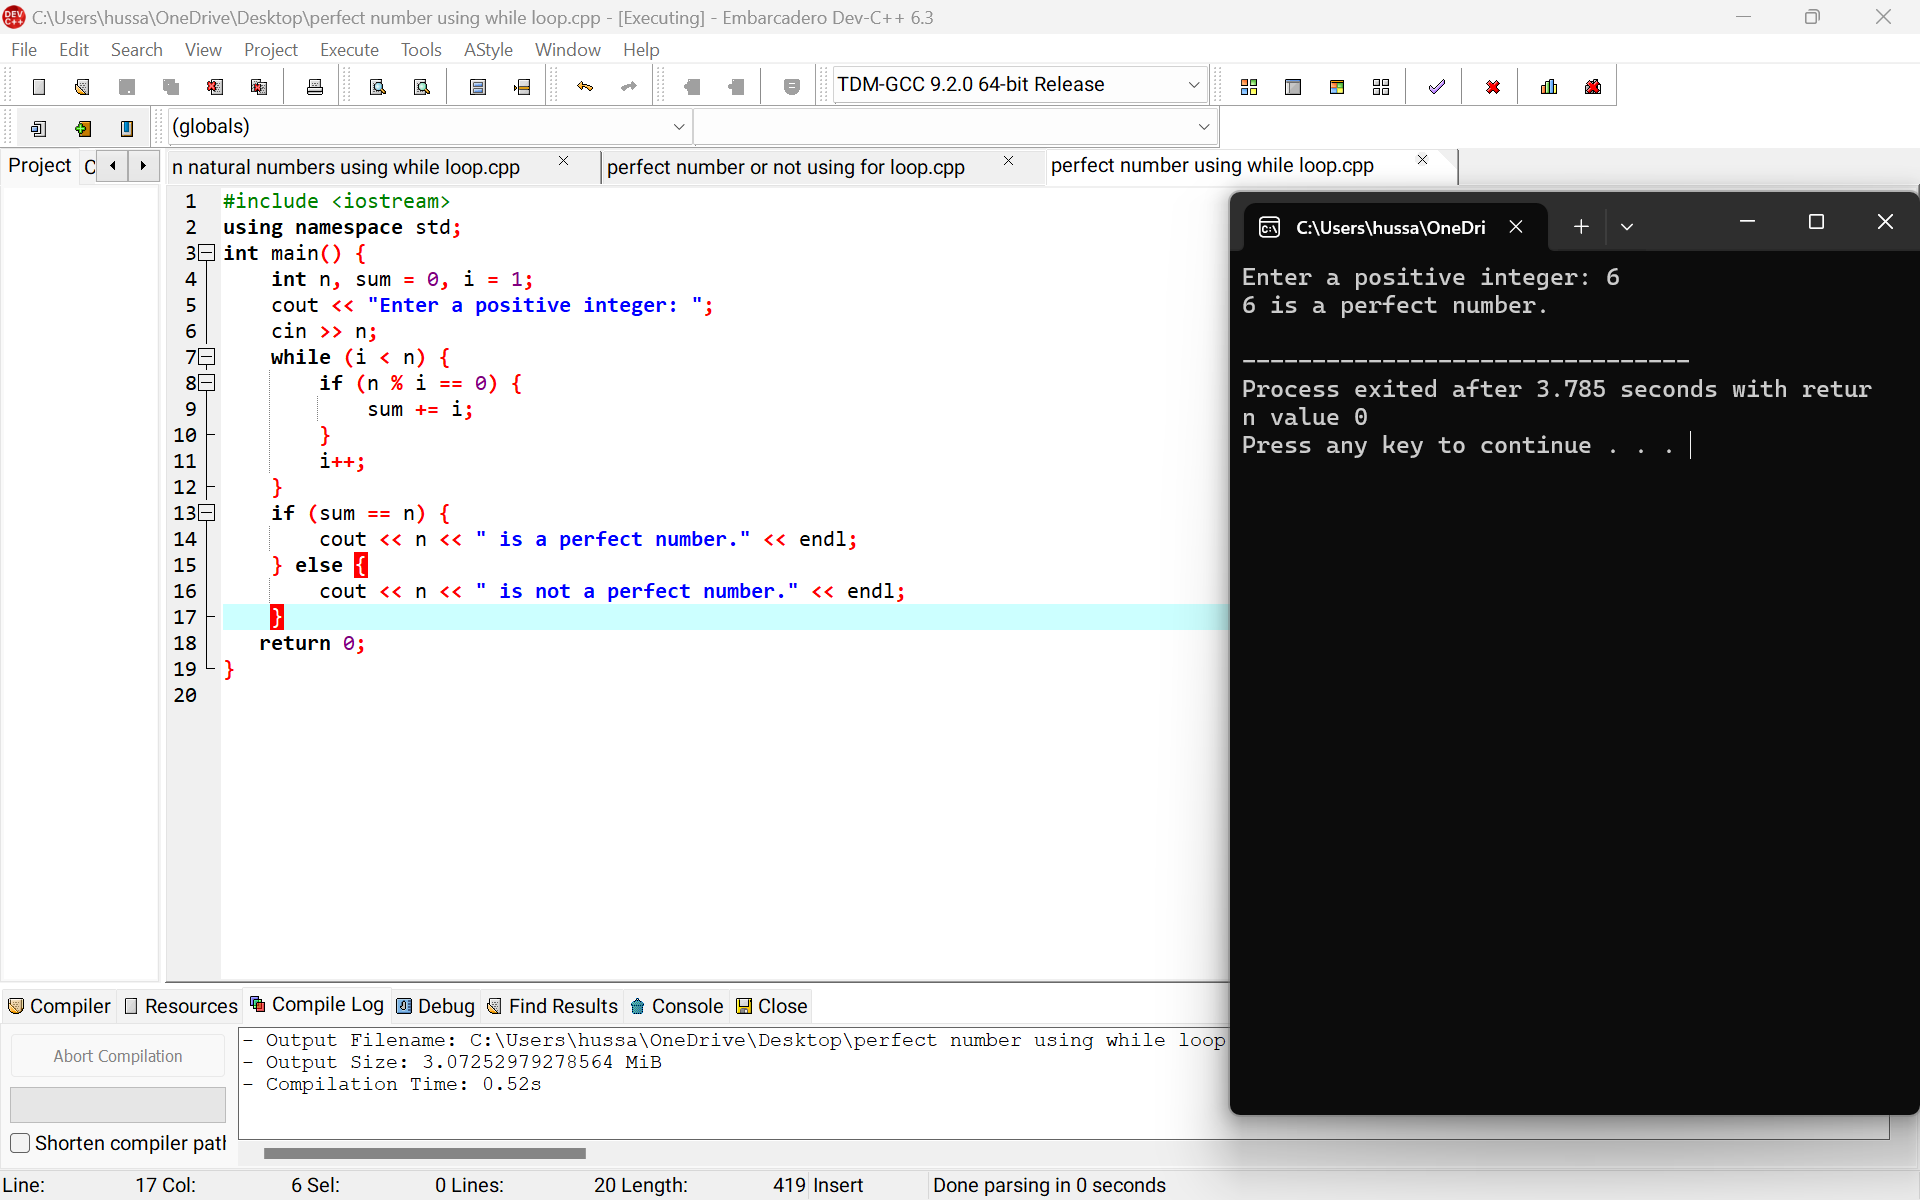 DEV C++ C:\Users\hussa\OneDrive\Desktop\perfect number using while loop.cpp - [Executing] - Embarcadero Dev-C++ 6.3
File Edit Search View Project Execute Tools AStyle Window Help
TDM-GCC 9.2.0 64-bit Release
(globals)
Project
n natural numbers using while loop.cpp
perfect number or not using for loop.cpp
perfect number using while loop.cpp
1 #include <iostream>
2 using namespace std;
3 int main() {
4 int n, sum = 0, i = 1;
5 cout << "Enter a positive integer: ";
6 cin >> n;
7 while (i < n) {
8 if (n % i == 0) {
9 sum += i;
10 }
11 i++;
12 }
13 if (sum == n) {
14 cout << n << " is a perfect number." << endl;
15 } else {
16 cout << n << " is not a perfect number." << endl;
17 }
18 return 0;
19 }
20
C:\Users\hussa\OneDri
Enter a positive integer: 6
6 is a perfect number.
--------------------------------
Process exited after 3.785 seconds with retur
n value 0
Press any key to continue . . .
Compiler Resources Compile Log Debug Find Results Console Close
Abort Compilation
Shorten compiler path
- Output Filename: C:\Users\hussa\OneDrive\Desktop\perfect number using while loop
- Output Size: 3.07252979278564 MiB
- Compilation Time: 0.52s
Line: 17 Col: 6 Sel: 0 Lines: 20 Length: 419 Insert Done parsing in 0 seconds